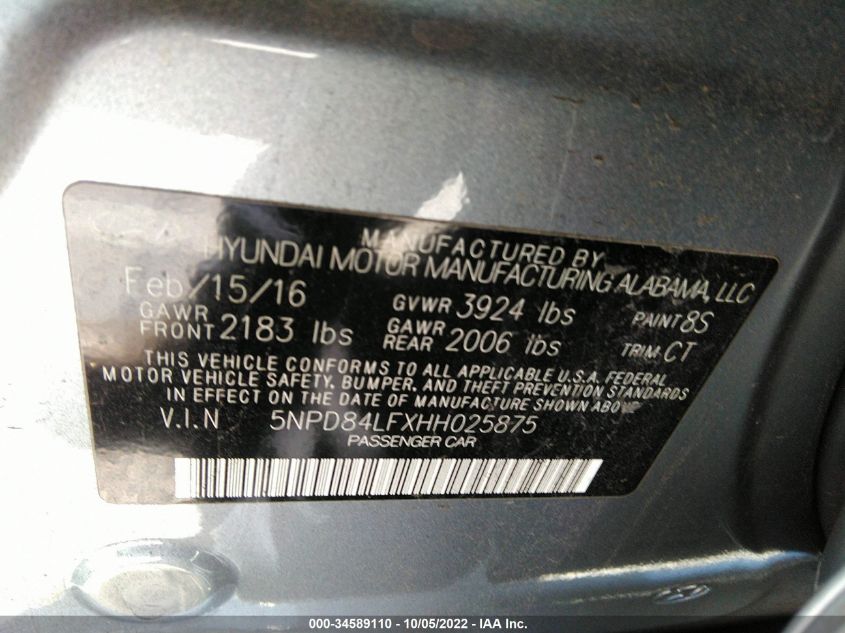 MANUFACTURED BY
HYUNDAI MOTOR MANUFACTURING ALABAMA, LLC
Feb/15/16 GVWR 3924 lbs PAINT 8S
GAWR FRONT 2183 lbs GAWR REAR 2006 lbs TRIM CT
THIS VEHICLE CONFORMS TO ALL APPLICABLE U.S.A. FEDERAL
MOTOR VEHICLE SAFETY, BUMPER, AND THEFT PREVENTION STANDARDS
IN EFFECT ON THE DATE OF MANUFACTURE SHOWN ABOVE
V.I.N 5NPD84LFXHH025875
PASSENGER CAR
000-34589110 - 10/05/2022 - IAA Inc.